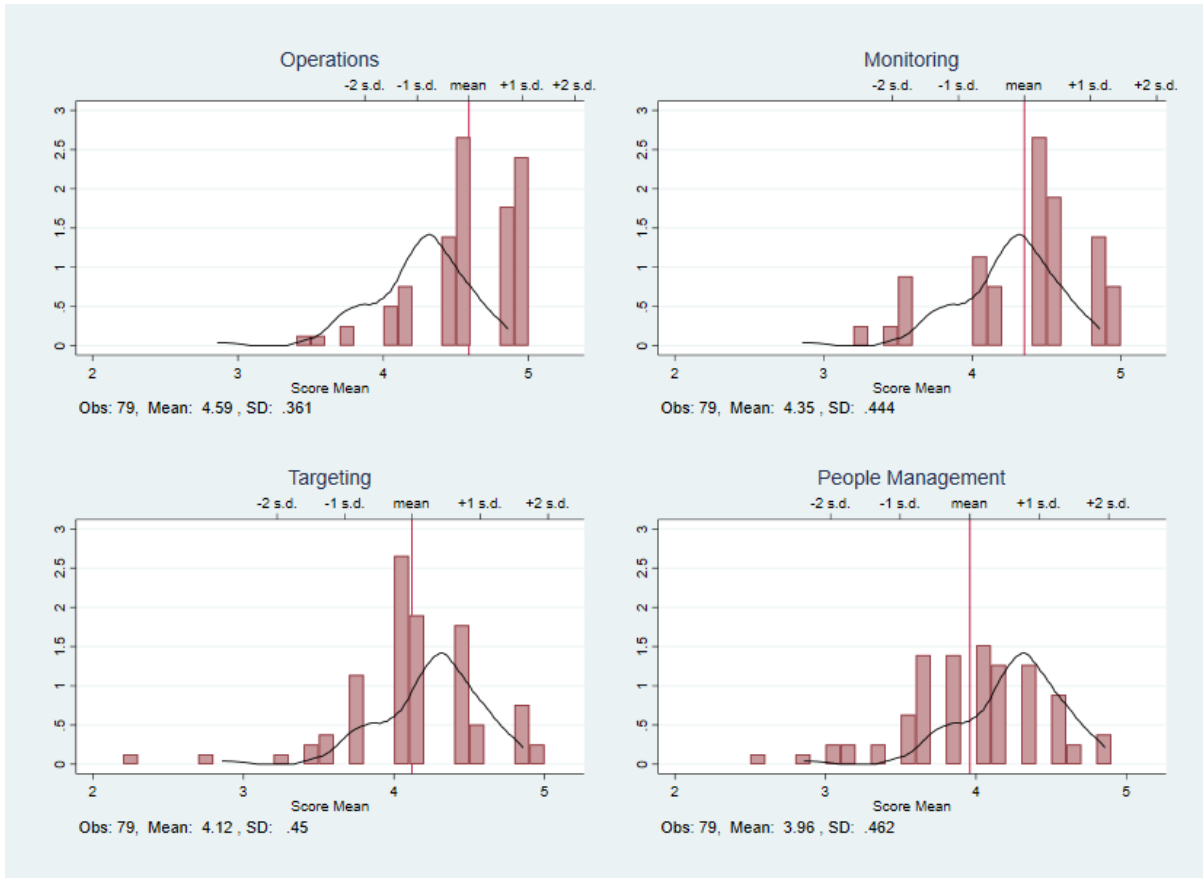 Operations
-2 s.d. -1 s.d. mean +1 s.d. +2 s.d.
3
2.5
2
1.5
1
.5
0
2 3 4 5
Score Mean
Obs: 79, Mean: 4.59 , SD: .361
Monitoring
-2 s.d. -1 s.d. mean +1 s.d. +2 s.d.
3
2.5
2
1.5
1
.5
0
2 3 4 5
Score Mean
Obs: 79, Mean: 4.35 , SD: .444
Targeting
-2 s.d. -1 s.d. mean +1 s.d. +2 s.d.
3
2.5
2
1.5
1
.5
0
2 3 4 5
Score Mean
Obs: 79, Mean: 4.12 , SD: .45
People Management
-2 s.d. -1 s.d. mean +1 s.d. +2 s.d.
3
2.5
2
1.5
1
.5
0
2 3 4 5
Score Mean
Obs: 79, Mean: 3.96 , SD: .462